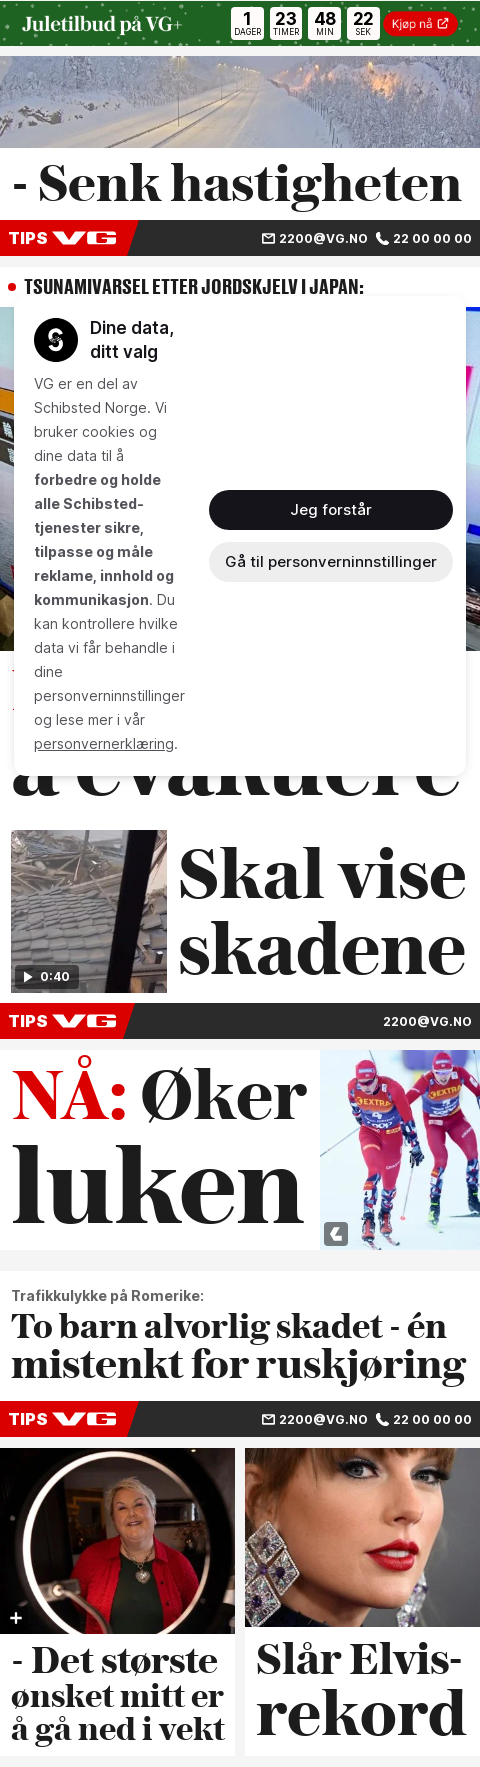 Juletilbud på VG+
1 23 48 22
DAGER TIMER MIN SEK
Kjøp nå
- Senk hastigheten
TIPS VG 2200@VG.NO 22 00 00 00
TSUNAMIVARSEL ETTER JORDSKJELV I JAPAN:
Dine data,
ditt valg
VG er en del av
Schibsted Norge. Vi
bruker cookies og
dine data til å
forbedre og holde
alle Schibsted-
tjenester sikre,
tilpasse og måle
reklame, innhold og
kommunikasjon. Du
kan kontrollere hvilke
data vi får behandle i
dine
personverninnstillinger
og lese mer i vår
personvernerklæring.
Jeg forstår
Gå til personverninnstillinger
å evakuere
0:40
Skal vise
skadene
TIPS VG 2200@VG.NO
NÅ: Øker
luken
Trafikkulykke på Romerike:
To barn alvorlig skadet - én
mistenkt for ruskjøring
TIPS VG 2200@VG.NO 22 00 00 00
- Det største
ønsket mitt er
å gå ned i vekt
Slår Elvis-
rekord